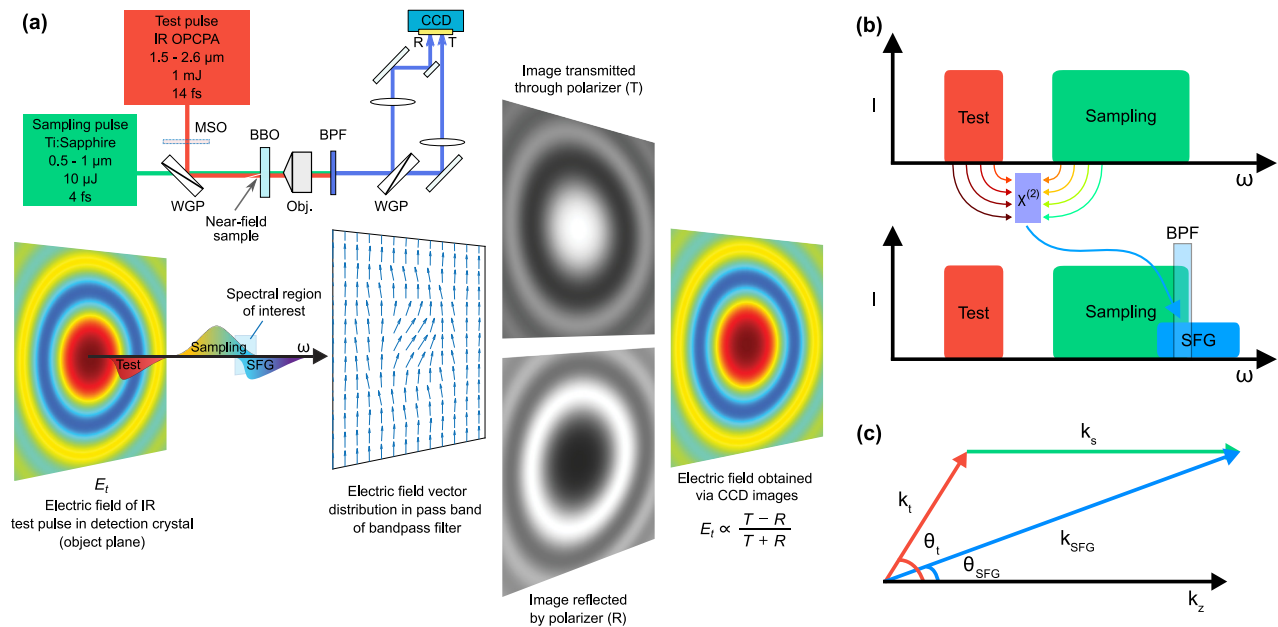 (a)
Test pulse
IR OPCPA
1.5 - 2.6 µm
1 mJ
14 fs
Sampling pulse
Ti:Sapphire
0.5 - 1 µm
10 µJ
4 fs
MSO
WGP
BBO
Obj.
BPF
Near-field
sample
WGP
CCD
R
T
Image transmitted
through polarizer (T)
Spectral region
of interest
Sampling
Test
SFG
ω
E_t
Electric field of IR
test pulse in detection crystal
(object plane)
Electric field vector
distribution in pass band
of bandpass filter
Image reflected
by polarizer (R)
Electric field obtained
via CCD images
E_t ∝ (T − R) / (T + R)
(b)
I
Test
Sampling
ω
χ^(2)
BPF
I
Test
Sampling
SFG
ω
(c)
k_s
k_t
θ_t
k_SFG
θ_SFG
k_z